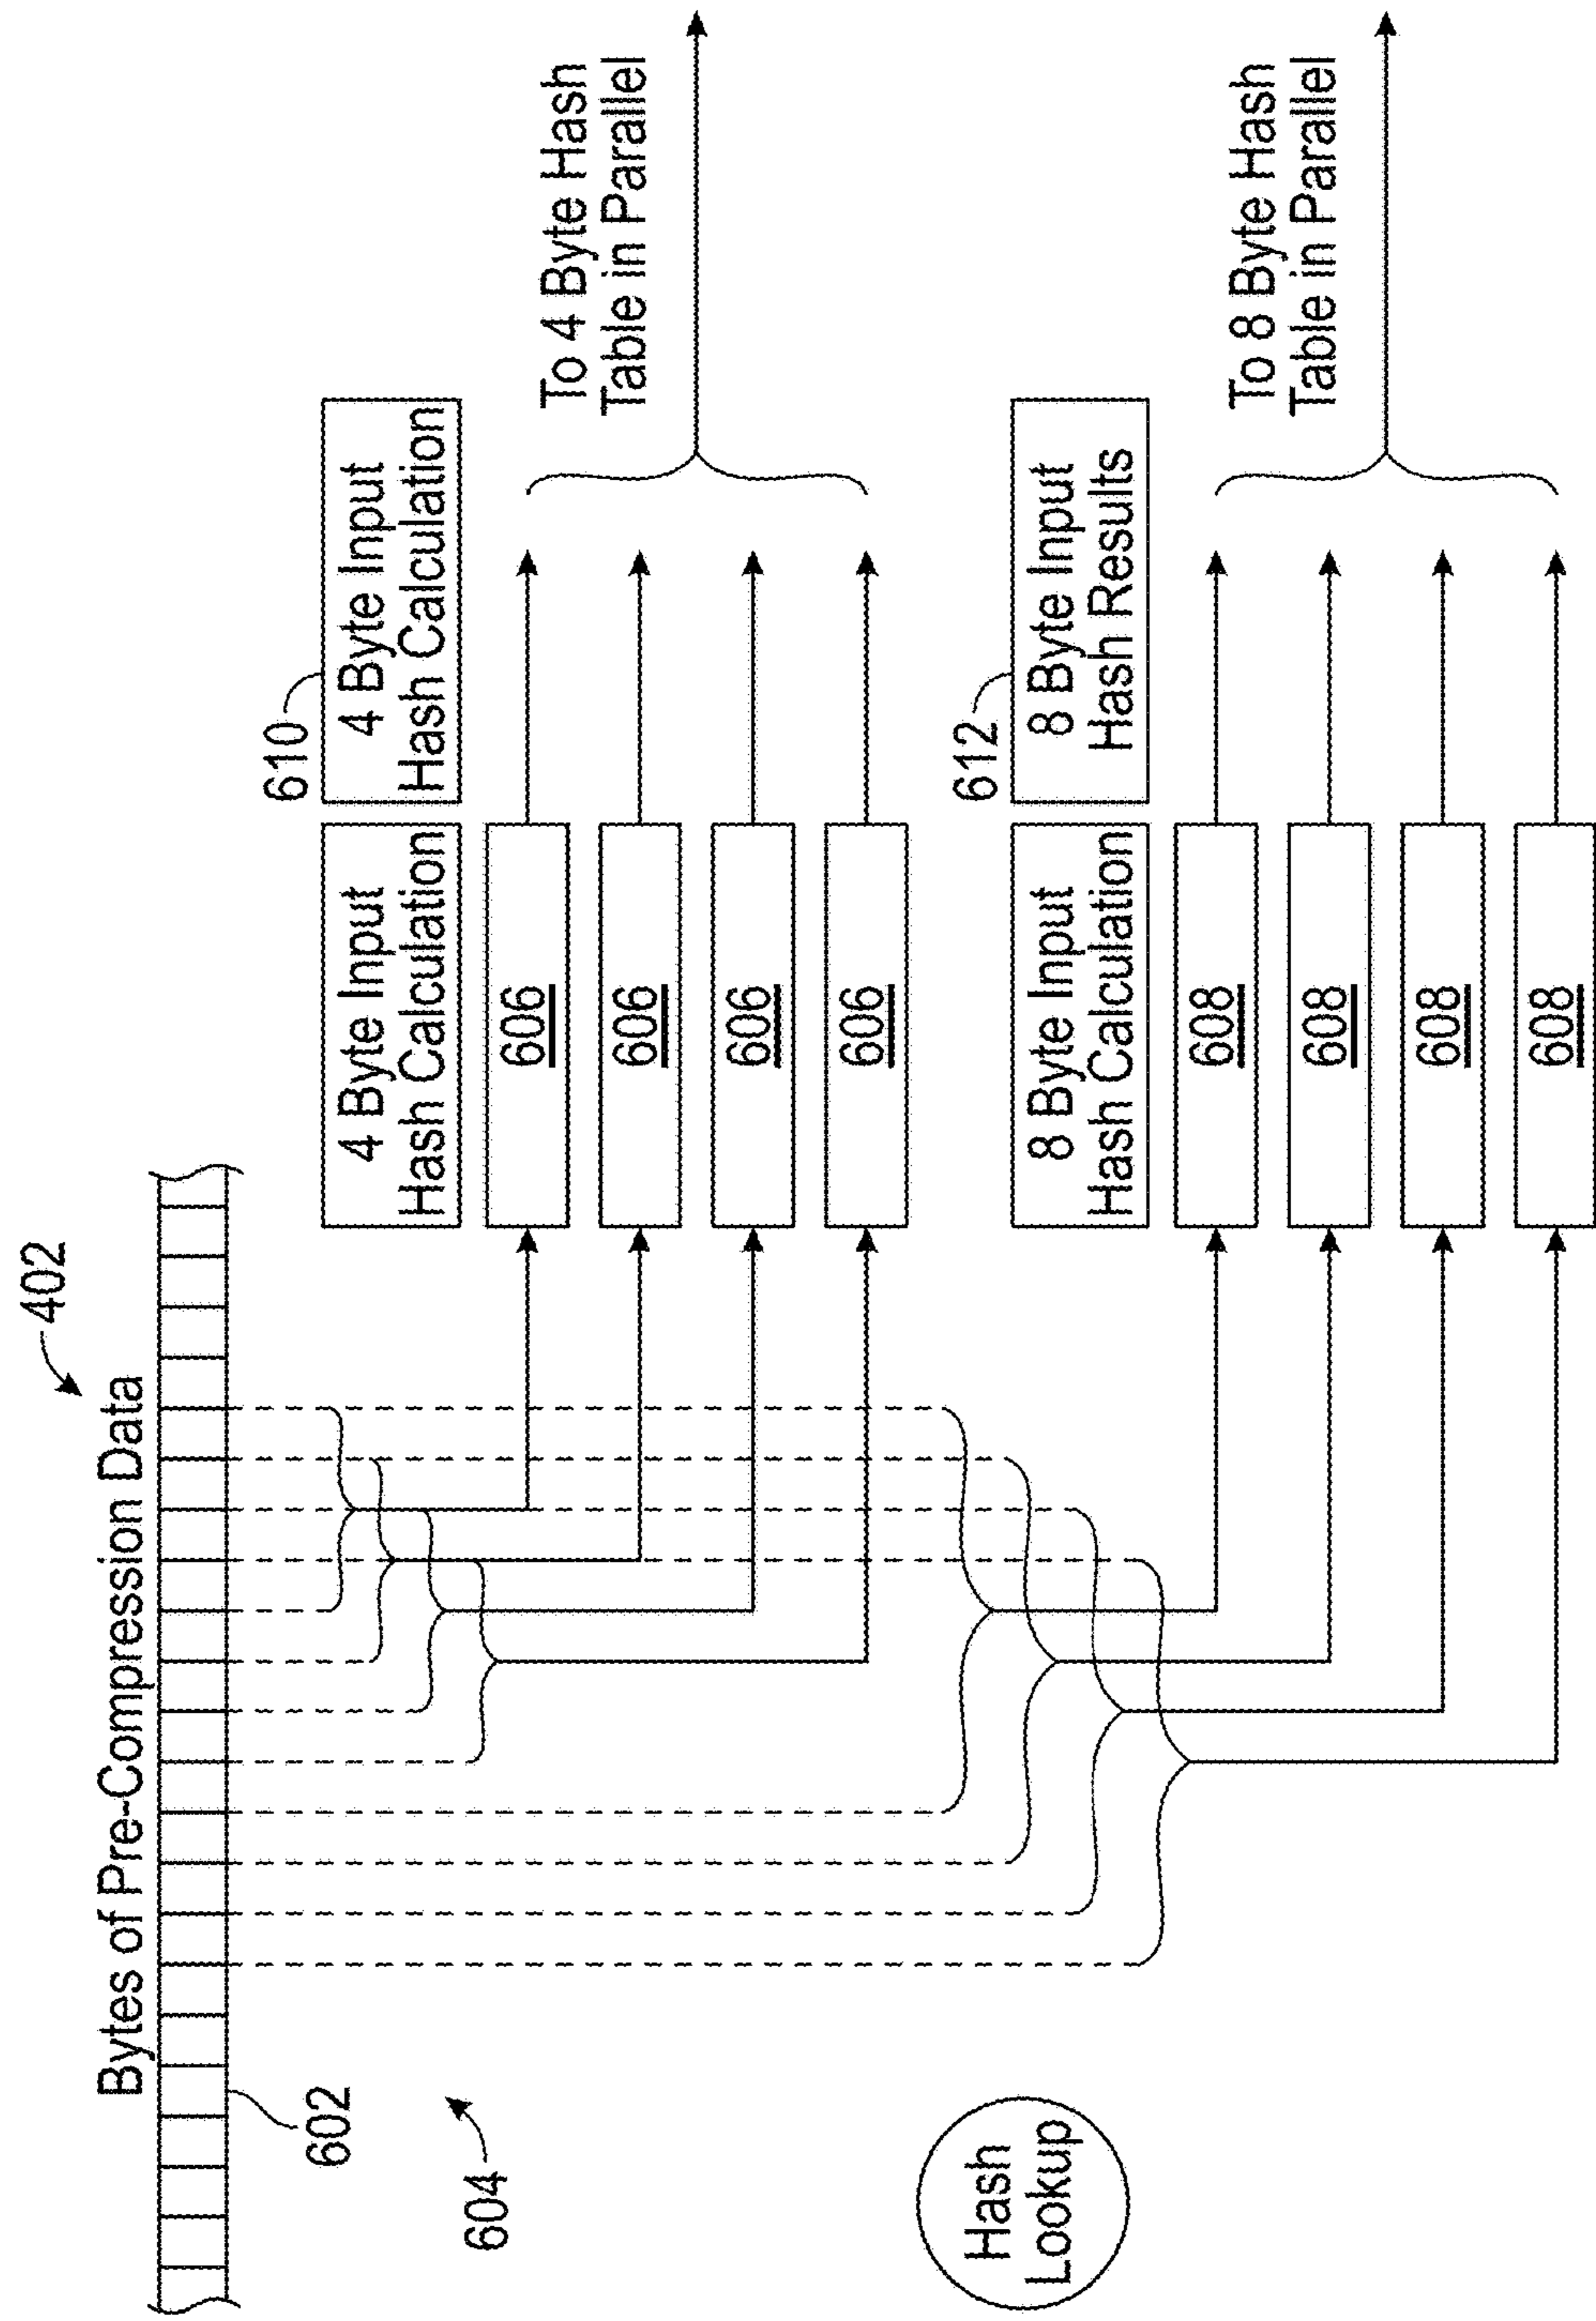 Bytes of Pre-Compression Data
402
602
604
Hash
Lookup
4 Byte Input
Hash Calculation
606
606
606
606
610
4 Byte Input
Hash Calculation
To 4 Byte Hash
Table in Parallel
8 Byte Input
Hash Calculation
608
608
608
608
612
8 Byte Input
Hash Results
To 8 Byte Hash
Table in Parallel